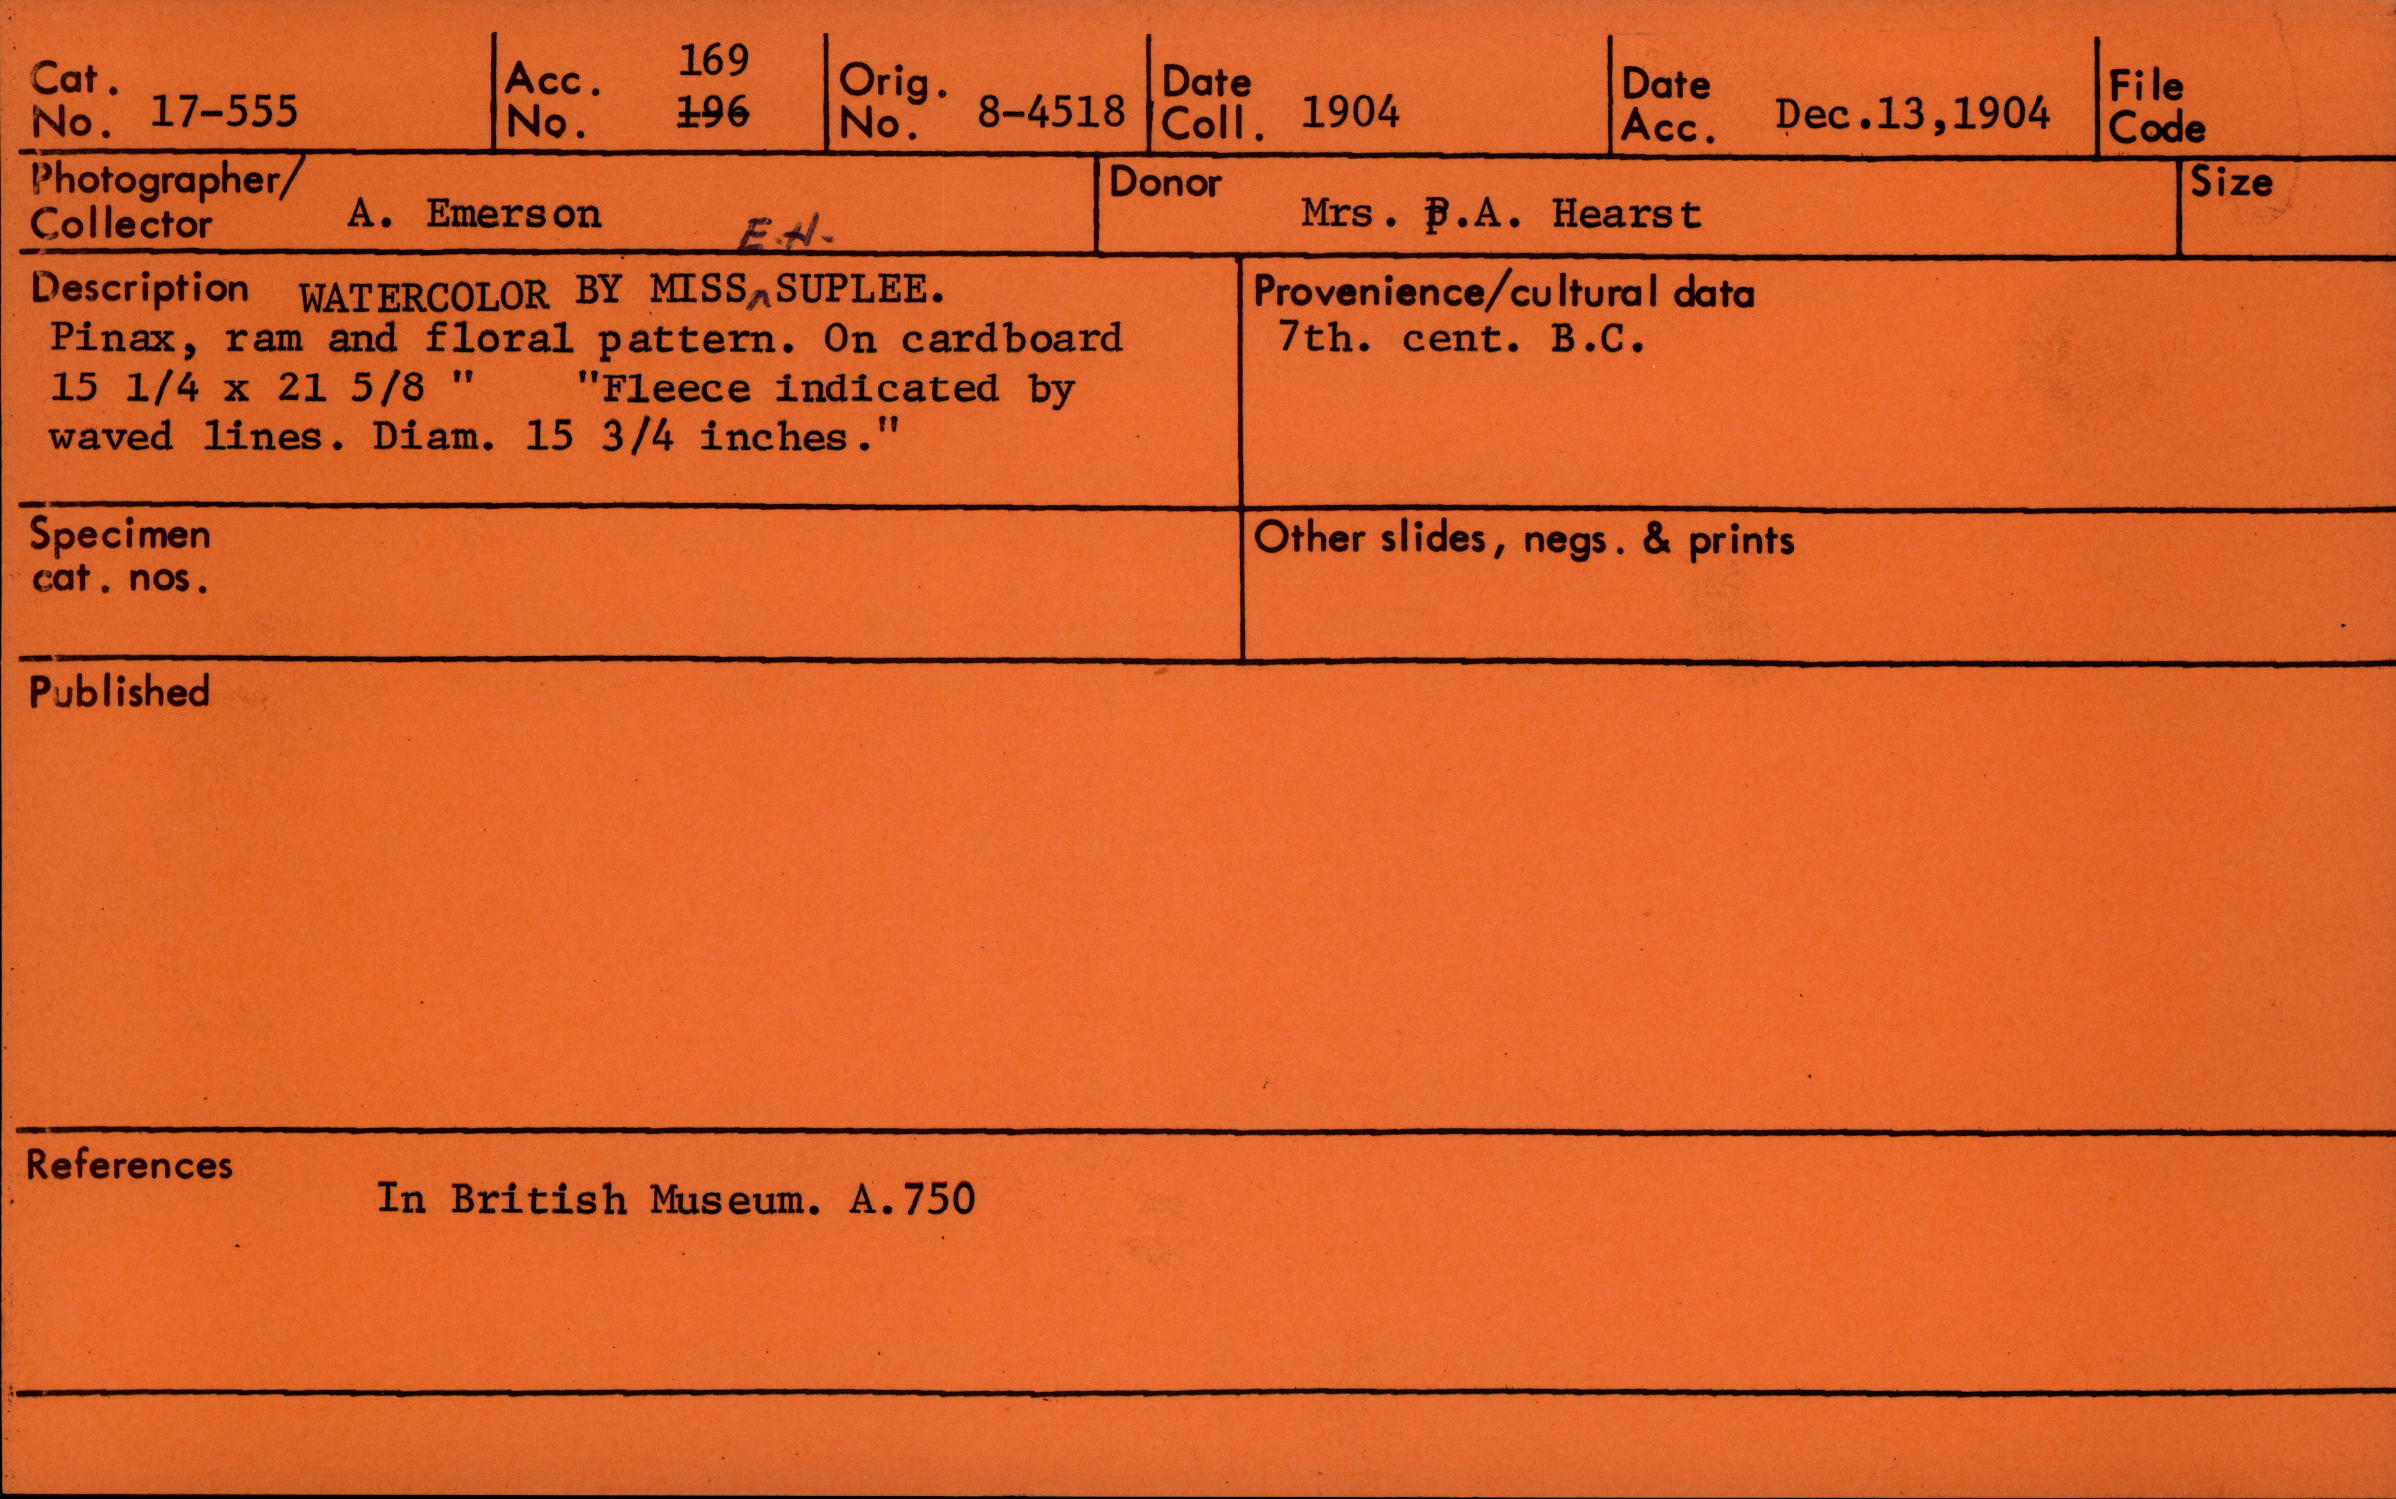 Cat. No. 17-555
Acc. No. 169
196
Orig. No. 8-4518
Date Coll. 1904
Date Acc. Dec.13,1904
File Code
Photographer/
Collector A. Emerson
Donor Mrs. P.A. Hearst
Size
E.H.
Description WATERCOLOR BY MISS ^ SUPLEE.
Pinax, ram and floral pattern. On cardboard
15 1/4 x 21 5/8 " "Fleece indicated by
waved lines. Diam. 15 3/4 inches."
Provenience/cultural data
7th. cent. B.C.
Specimen
cat. nos.
Other slides, negs. & prints
Published
References
In British Museum. A.750